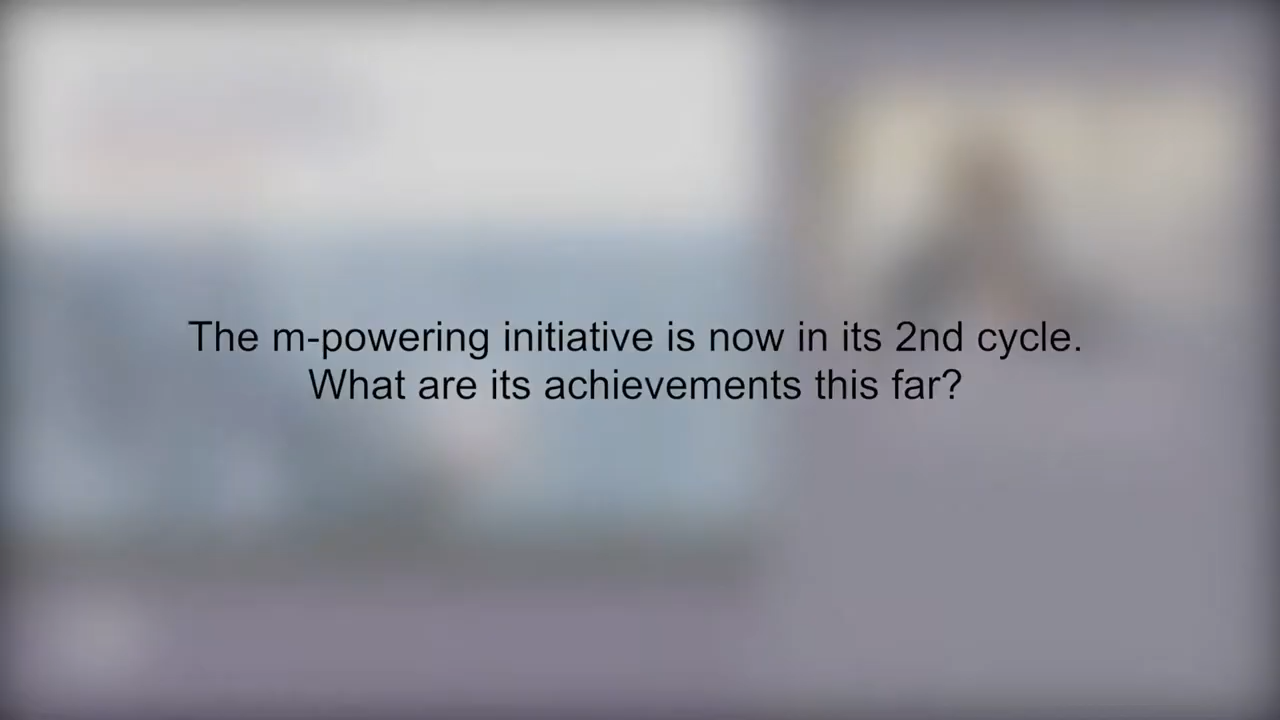 The m-powering initiative is now in its 2nd cycle.
What are its achievements this far?